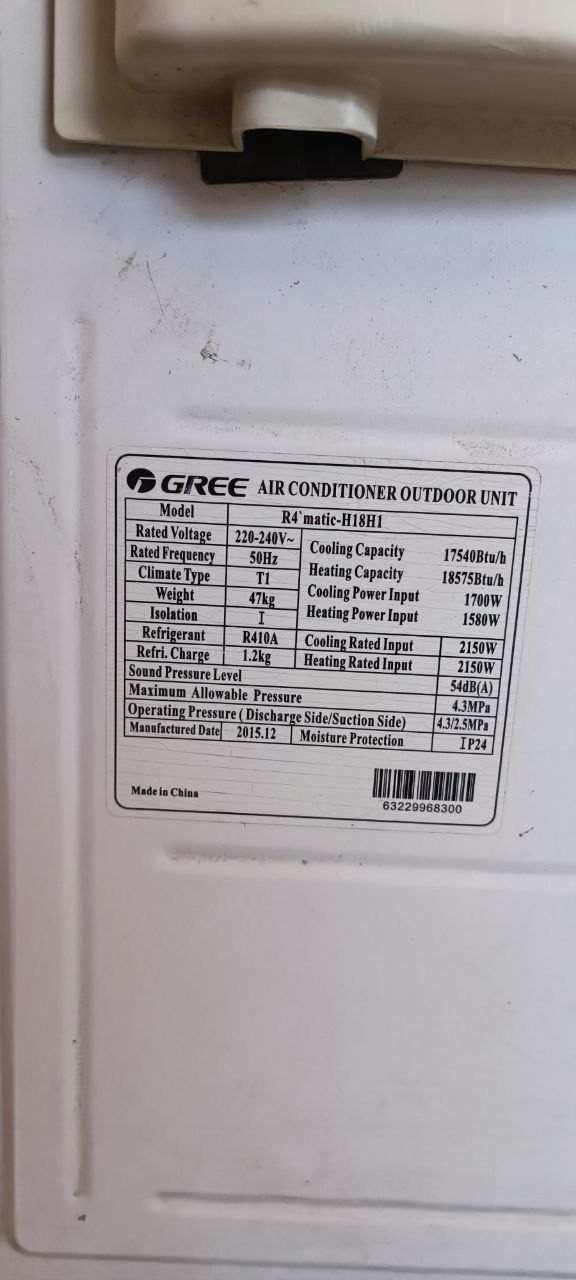 GREE AIR CONDITIONER OUTDOOR UNIT
Model R4`matic-H18H1
Rated Voltage 220-240V~
Rated Frequency 50Hz
Climate Type T1
Weight 47kg
Isolation I
Refrigerant R410A
Refri. Charge 1.2kg
Cooling Capacity 17540Btu/h
Heating Capacity 18575Btu/h
Cooling Power Input 1700W
Heating Power Input 1580W
Cooling Rated Input 2150W
Heating Rated Input 2150W
Sound Pressure Level 54dB(A)
Maximum Allowable Pressure 4.3MPa
Operating Pressure ( Discharge Side/Suction Side) 4.3/2.5MPa
Manufactured Date 2015.12 Moisture Protection IP24
Made in China
63229968300